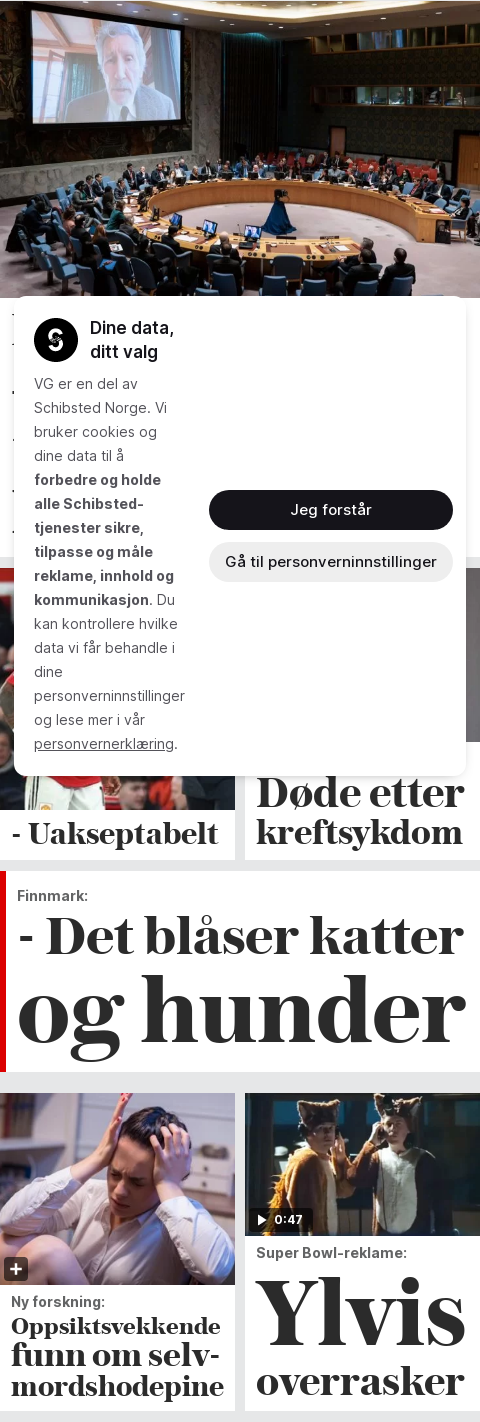 Dine data,
ditt valg
VG er en del av
Schibsted Norge. Vi
bruker cookies og
dine data til å
forbedre og holde
alle Schibsted-
tjenester sikre,
tilpasse og måle
reklame, innhold og
kommunikasjon. Du
kan kontrollere hvilke
data vi får behandle i
dine
personverninnstillinger
og lese mer i vår
personvernerklæring.
Jeg forstår
Gå til personverninnstillinger
- Uakseptabelt
Døde etter
kreftsykdom
Finnmark:
- Det blåser katter
og hunder
Ny forskning:
Oppsiktsvekkende
funn om selv-
mordshodepine
0:47
Super Bowl-reklame:
Ylvis
overrasker